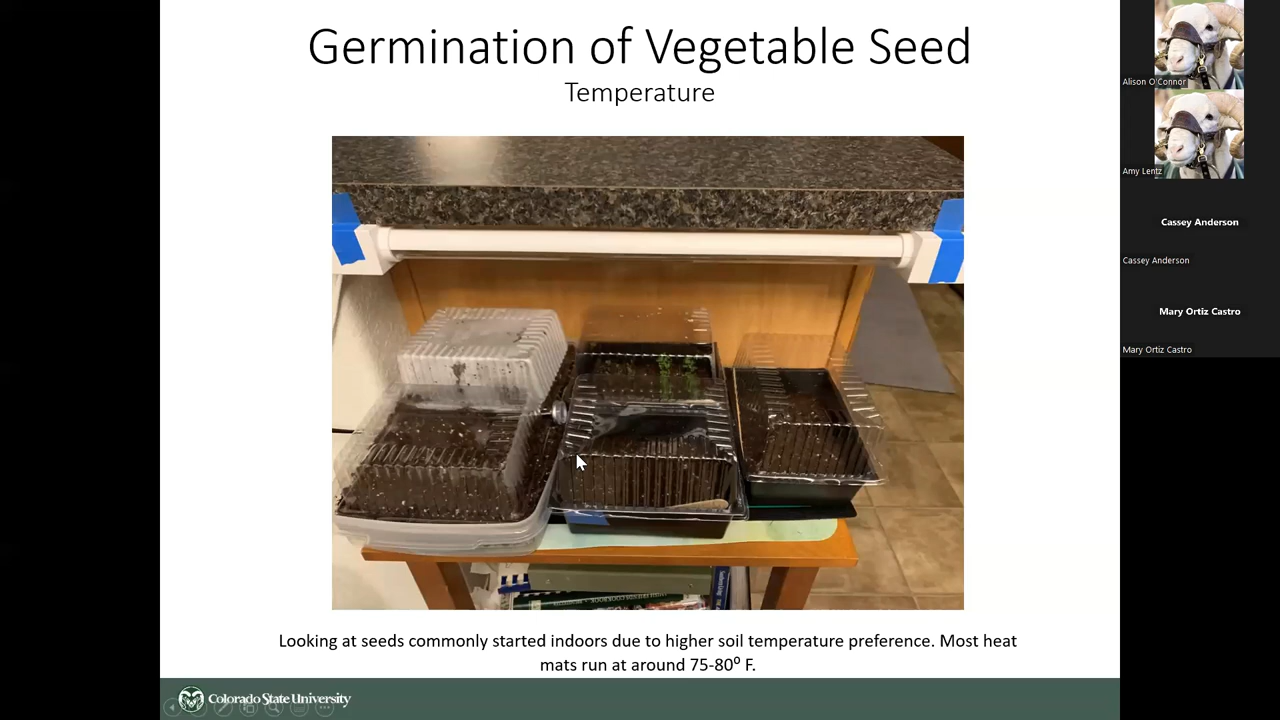 Germination of Vegetable Seed
Temperature
Looking at seeds commonly started indoors due to higher soil temperature preference. Most heat
mats run at around 75-80⁰ F.
Colorado State University
Alison O'Connor
Amy Lentz
Cassey Anderson
Cassey Anderson
Mary Ortiz Castro
Mary Ortiz Castro